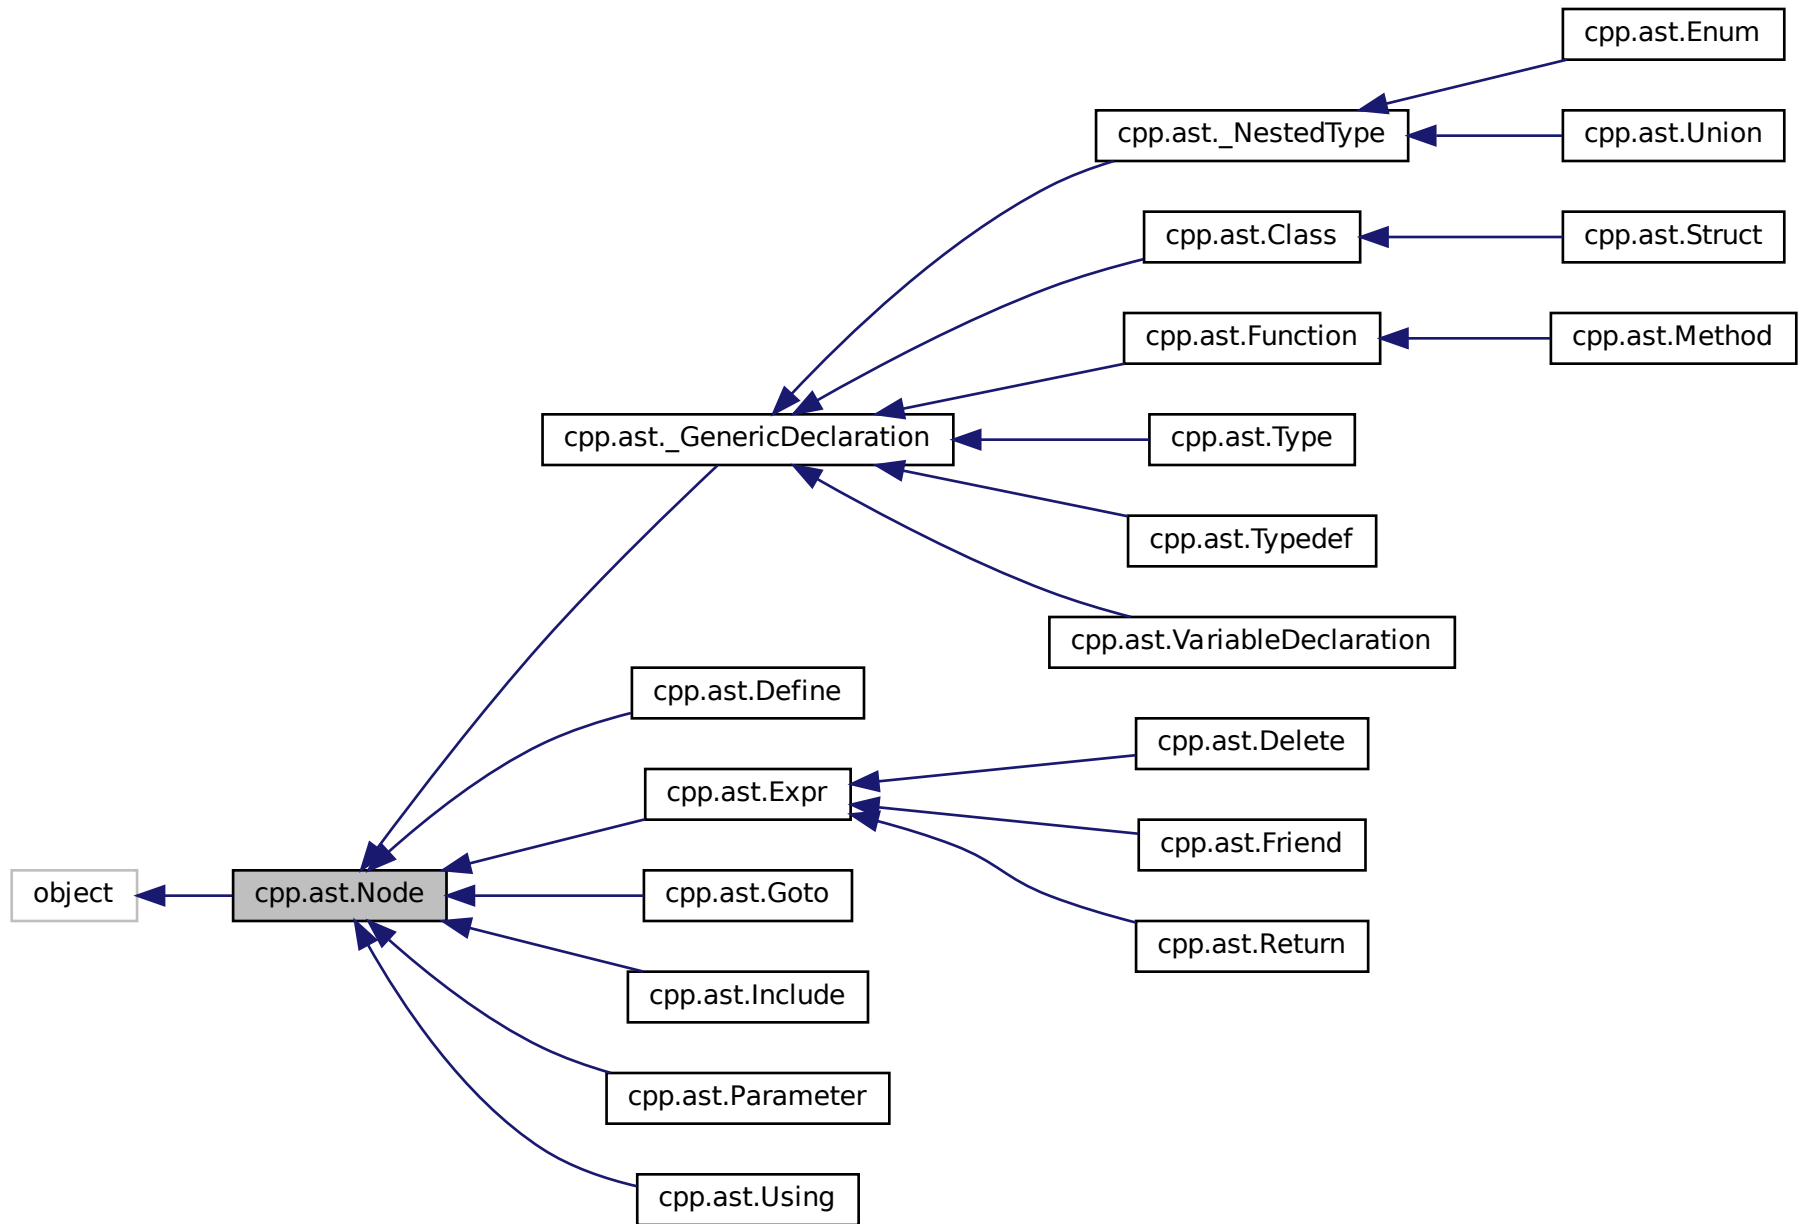 cpp.ast.Enum
cpp.ast._NestedType
cpp.ast.Union
cpp.ast.Class
cpp.ast.Struct
cpp.ast.Function
cpp.ast.Method
cpp.ast._GenericDeclaration
cpp.ast.Type
cpp.ast.Typedef
cpp.ast.VariableDeclaration
cpp.ast.Define
cpp.ast.Delete
cpp.ast.Expr
cpp.ast.Friend
object
cpp.ast.Node
cpp.ast.Goto
cpp.ast.Return
cpp.ast.Include
cpp.ast.Parameter
cpp.ast.Using